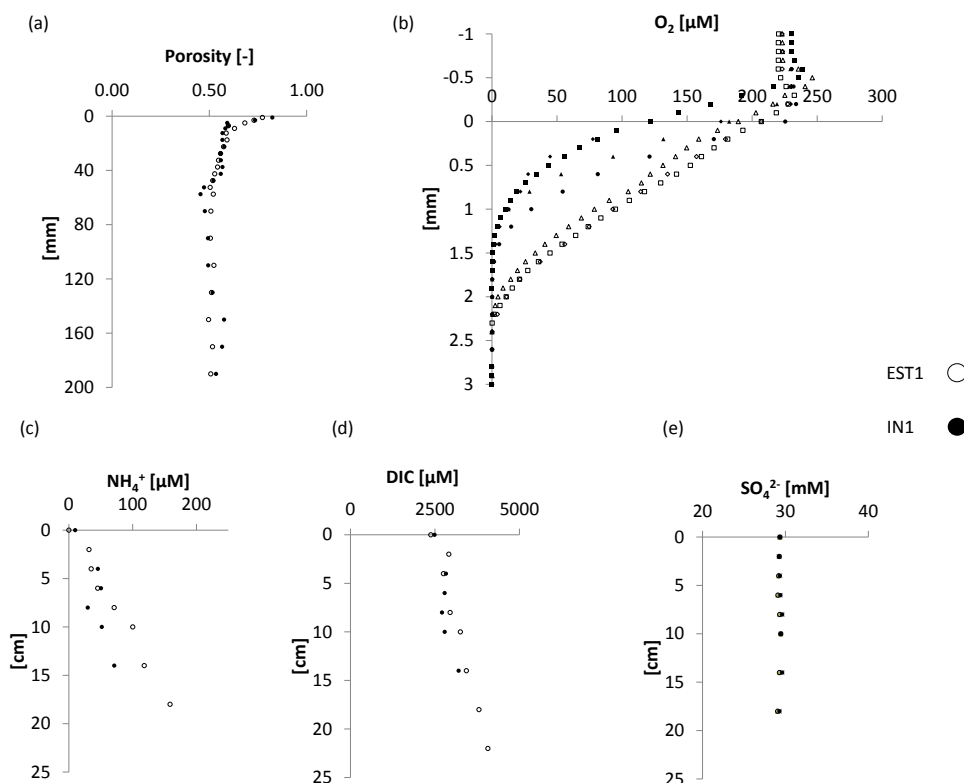 (a)
Porosity [-]
0.00 0.50 1.00
0
40
80
120
160
200
[mm]
(b)
O₂ [µM]
-1
-0.5
0 50 100 150 200 250 300
0
0.5
1
1.5
2
2.5
3
[mm]
EST1
IN1
(c)
NH₄⁺ [µM]
0 100 200
0
5
10
15
20
25
[cm]
(d)
DIC [µM]
0 2500 5000
0
5
10
15
20
25
[cm]
(e)
SO₄²⁻ [mM]
20 30 40
0
5
10
15
20
25
[cm]